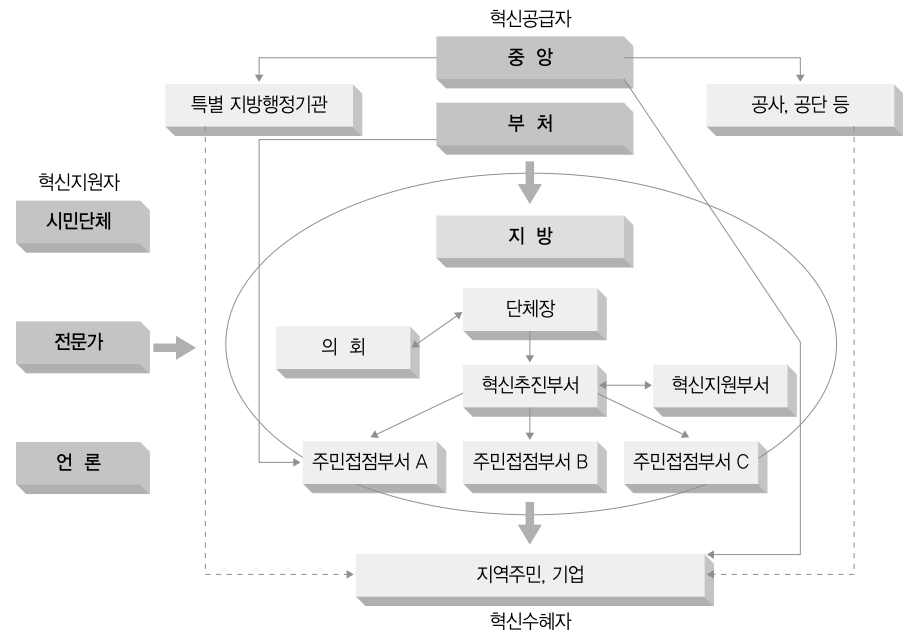 혁신공급자
중 앙
특별 지방행정기관
공사, 공단 등
부 처
혁신지원자
시민단체
지 방
단체장
전문가
의 회
혁신추진부서
혁신지원부서
언 론
주민접점부서 A
주민접점부서 B
주민접점부서 C
지역주민, 기업
혁신수혜자